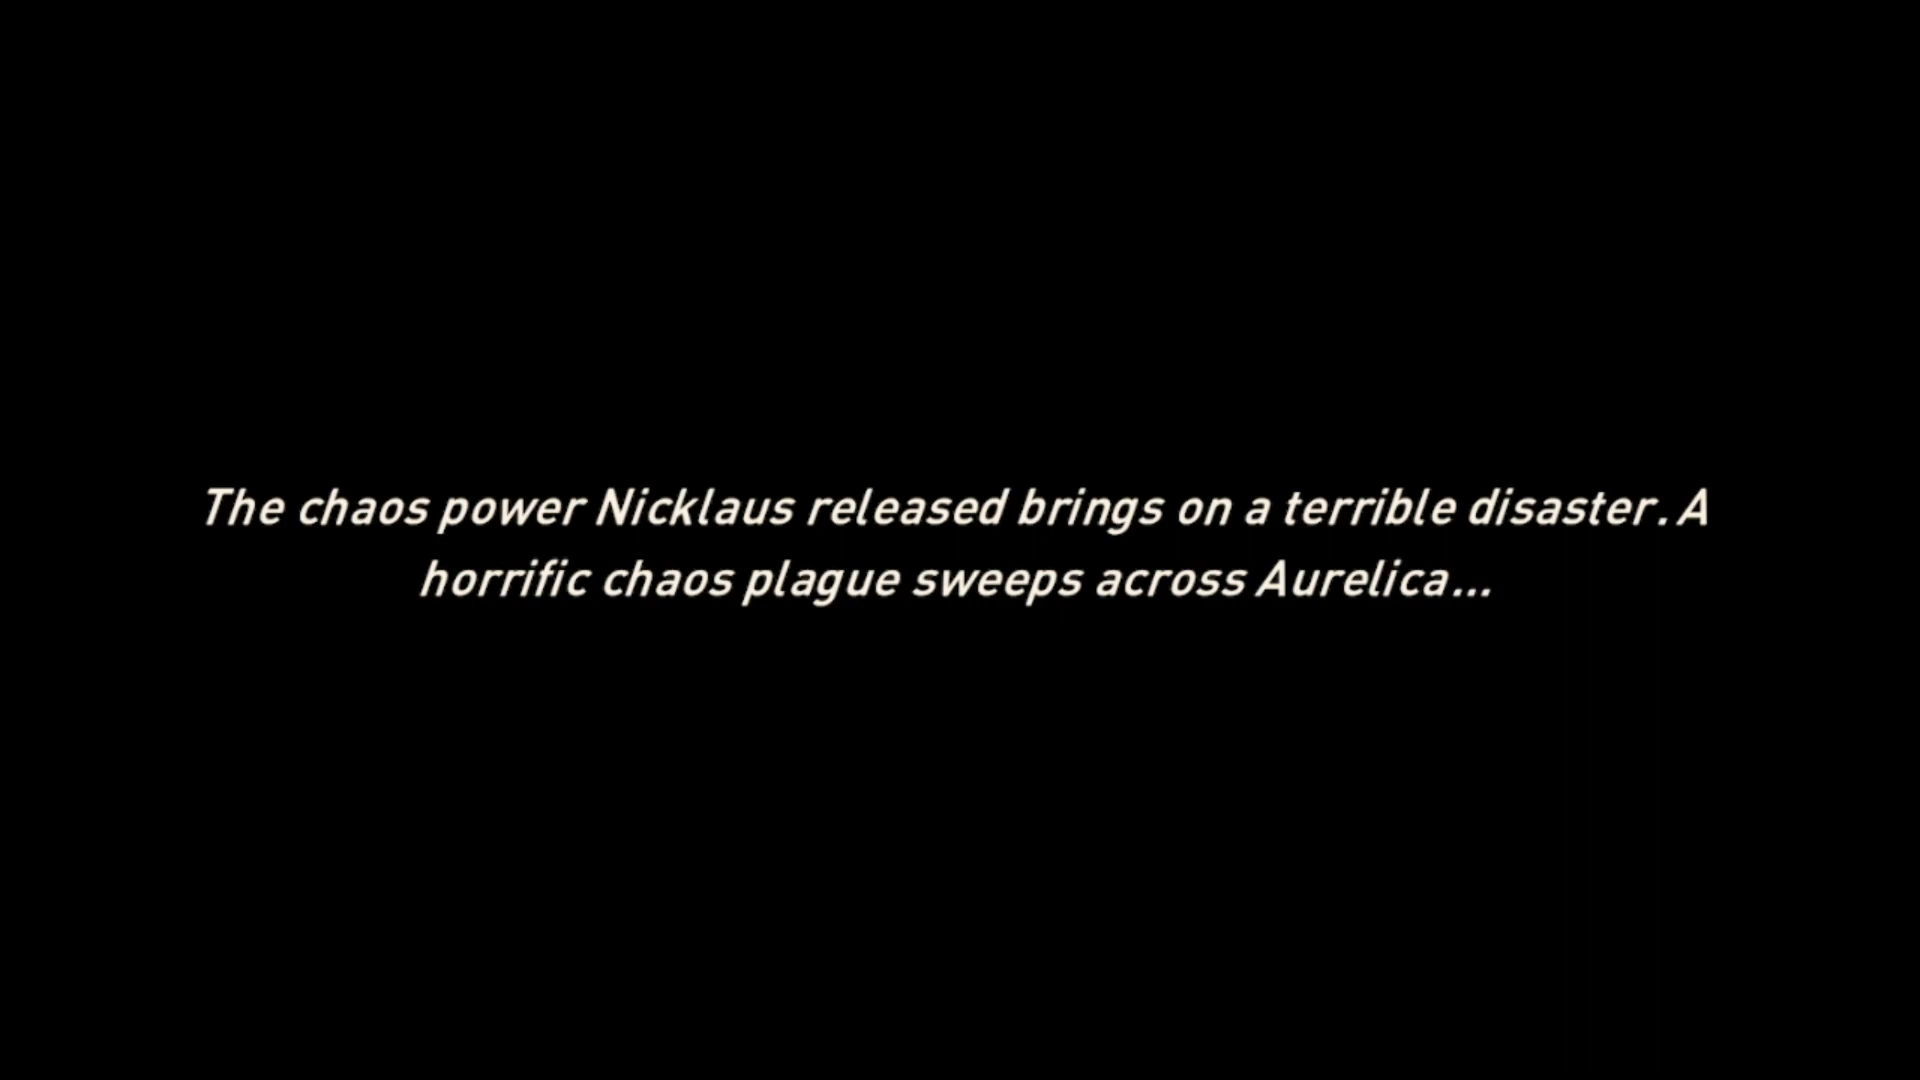 The chaos power Nicklaus released brings on a terrible disaster. A
horrific chaos plague sweeps across Aurelica...